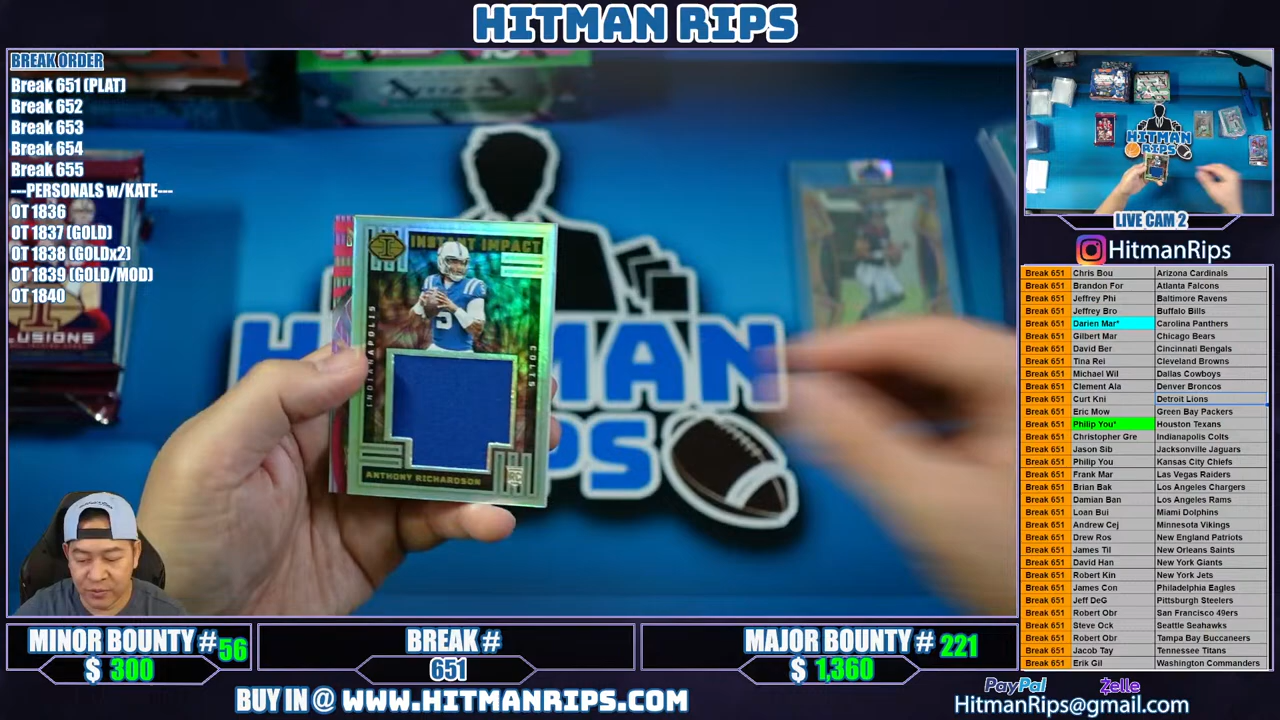 HITMAN RIPS
BREAK ORDER
Break 651 (PLAT)
Break 652
Break 653
Break 654
Break 655
---PERSONALS w/KATE---
OT 1836
OT 1837 (GOLD)
OT 1838 (GOLDx2)
OT 1839 (GOLD/MOD)
OT 1840
INSTANT IMPACT
INDIANAPOLIS
COLTS
ANTHONY RICHARDSON
RC
HITMAN
LIVE CAM 2
HitmanRips
Break 651 Chris Bou Arizona Cardinals
Break 651 Brandon For Atlanta Falcons
Break 651 Jeffrey Phi Baltimore Ravens
Break 651 Jeffrey Bro Buffalo Bills
Break 651 Darien Mar* Carolina Panthers
Break 651 Gilbert Mar Chicago Bears
Break 651 David Ber Cincinnati Bengals
Break 651 Tina Rei Cleveland Browns
Break 651 Michael Wil Dallas Cowboys
Break 651 Clement Ala Denver Broncos
Break 651 Curt Kni Detroit Lions
Break 651 Eric Mow Green Bay Packers
Break 651 Philip You* Houston Texans
Break 651 Christopher Gre Indianapolis Colts
Break 651 Jason Sib Jacksonville Jaguars
Break 651 Philip You Kansas City Chiefs
Break 651 Frank Mar Las Vegas Raiders
Break 651 Brian Bak Los Angeles Chargers
Break 651 Damian Ban Los Angeles Rams
Break 651 Loan Bui Miami Dolphins
Break 651 Andrew Cej Minnesota Vikings
Break 651 Drew Ros New England Patriots
Break 651 James Til New Orleans Saints
Break 651 David Han New York Giants
Break 651 Robert Kin New York Jets
Break 651 James Con Philadelphia Eagles
Break 651 Jeff DeG Pittsburgh Steelers
Break 651 Robert Obr San Francisco 49ers
Break 651 Steve Ock Seattle Seahawks
Break 651 Robert Obr Tampa Bay Buccaneers
Break 651 Jacob Tay Tennessee Titans
Break 651 Erik Gil Washington Commanders
MINOR BOUNTY # 56
$ 300
BREAK #
651
MAJOR BOUNTY # 221
$ 1,360
BUY IN @ WWW.HITMANRIPS.COM
PayPal Zelle
HitmanRips@gmail.com